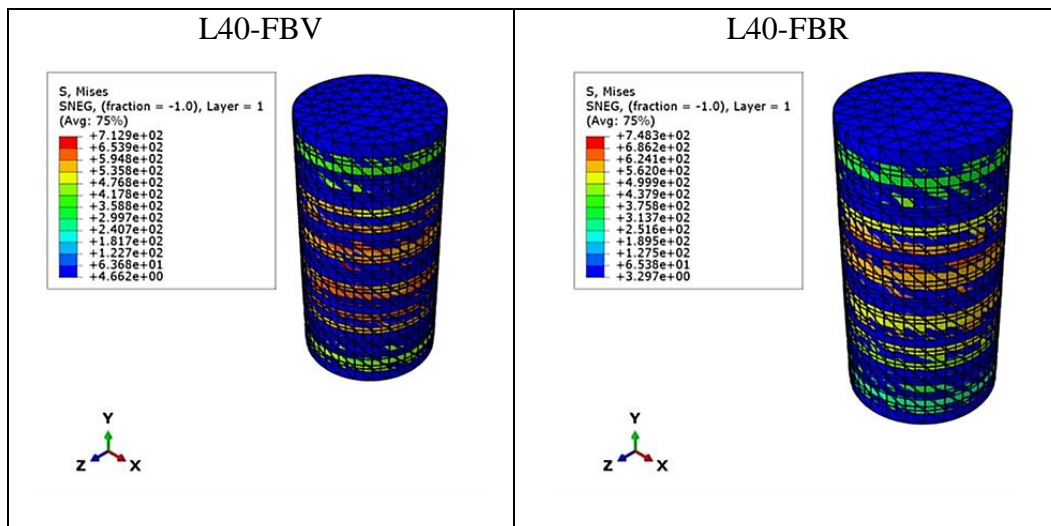 L40-FBV
S, Mises
SNEG, (fraction = -1.0), Layer = 1
(Avg: 75%)
+7.129e+02
+6.539e+02
+5.948e+02
+5.358e+02
+4.768e+02
+4.178e+02
+3.588e+02
+2.997e+02
+2.407e+02
+1.817e+02
+1.227e+02
+6.368e+01
+4.662e+00
Y
Z
X
L40-FBR
S, Mises
SNEG, (fraction = -1.0), Layer = 1
(Avg: 75%)
+7.483e+02
+6.862e+02
+6.241e+02
+5.620e+02
+4.999e+02
+4.379e+02
+3.758e+02
+3.137e+02
+2.516e+02
+1.895e+02
+1.275e+02
+6.538e+01
+3.297e+00
Y
Z
X